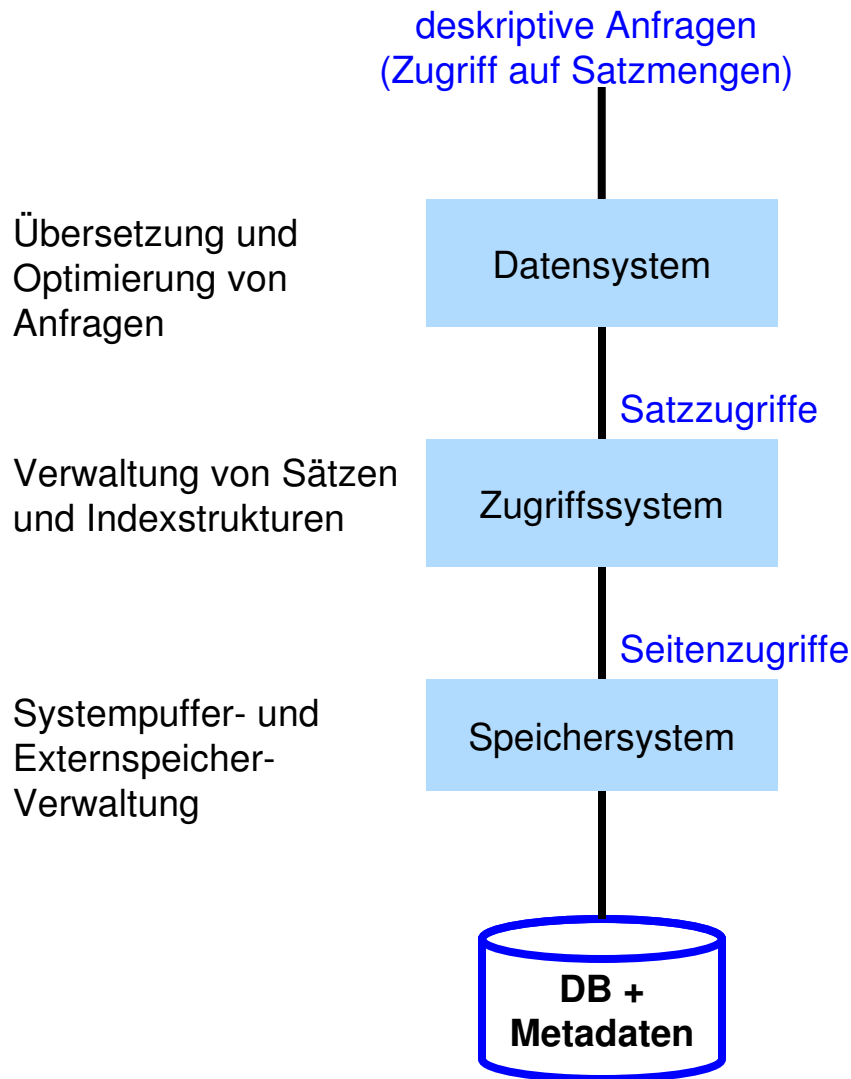 deskriptive Anfragen
(Zugriff auf Satzmengen)
Übersetzung und
Optimierung von
Anfragen
Datensystem
Satzzugriffe
Verwaltung von Sätzen
und Indexstrukturen
Zugriffssystem
Seitenzugriffe
Systempuffer- und
Externspeicher-
Verwaltung
Speichersystem
DB +
Metadaten